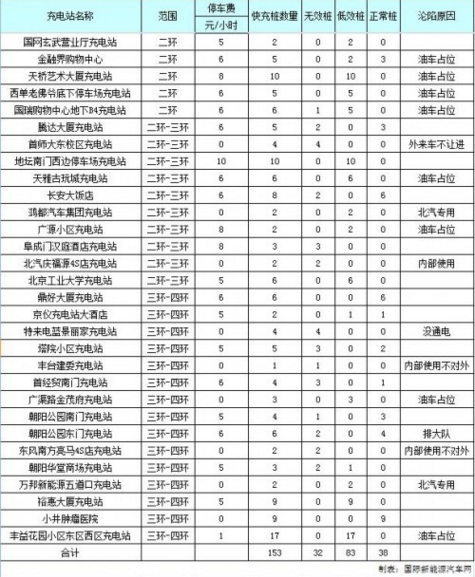 充电站名称 范围 停车费 元/小时 快充桩数量 无效桩 低效桩 正常桩 沦陷原因
国网玄武营业厅充电站 二环 5 2 0 2 0
金融界购物中心 二环 6 5 0 2 3 油车占位
天桥艺术大厦充电站 二环 8 10 0 10 0 油车占位
西单老佛爷底下停车场充电站 二环 6 5 0 5 0 油车占位
国瑞购物中心地下B4充电站 二环 6 6 1 5 0 油车占位
腾达大厦充电站 二环-三环 6 5 2 0 3
首师大东校区充电站 二环-三环 0 4 4 0 0 外来车不让进
地坛南门西边停车场充电站 二环-三环 10 10 0 10 0
天雅古玩城充电站 二环-三环 6 6 0 6 0 油车占位
长安大饭店 二环-三环 6 8 2 0 6
鸿都汽车集团充电站 二环-三环 0 2 0 2 0 北汽专用
广源小区充电站 二环-三环 8 2 0 2 0 油车占位
阜成门汉庭酒店充电站 二环-三环 8 3 3 0 0
北汽庆福源4S店充电站 二环-三环 0 2 2 0 0 内部使用
北京工业大学充电站 二环-三环 5 6 0 6 0
鼎好大厦充电站 三环-四环 6 6 0 0 6
京仪充电站大酒店 三环-四环 5 2 0 1 1
特来电蓝景丽家充电站 三环-四环 0 4 4 0 0 没通电
塔院小区充电站 三环-四环 5 5 3 0 2
丰台建委充电站 三环-四环 0 1 1 0 0 内部使用不对外
首经贸南门充电站 三环-四环 6 4 3 0 1
广渠路金茂府充电站 三环-四环 0 3 0 3 0 油车占位
朝阳公园南门充电站 三环-四环 5 4 1 0 3
朝阳公园东门充电站 三环-四环 6 6 2 0 4 排大队
东风南方亮马4S店充电站 三环-四环 0 2 2 0 0 内部使用不对外
朝阳华堂商场充电站 三环-四环 5 3 2 1 0
万邦新能源五道口充电站 三环-四环 0 2 2 0 0 北汽专用
裕惠大厦充电站 三环-四环 5 9 0 9 0
小井肿瘤医院 三环-四环 0 9 0 0 9
丰益花园小区东区西区充电站 三环-四环 1 17 0 17 0 油车占位
合计 153 32 83 38
制表：国际新能源汽车网